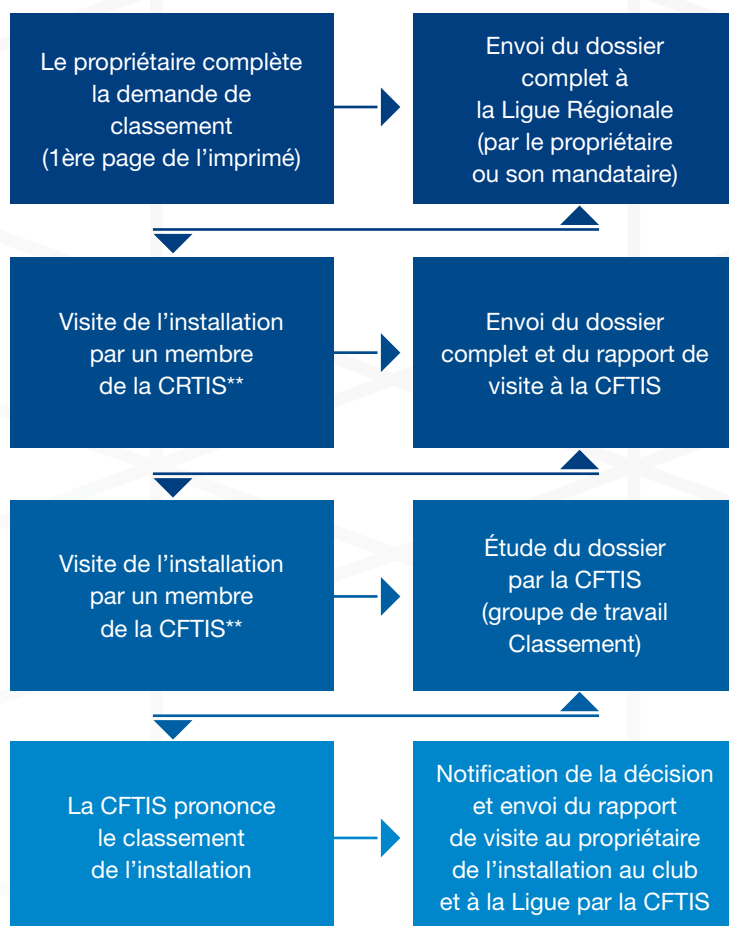 Le propriétaire complète
la demande de
classement
(1ère page de l'imprimé)
Envoi du dossier
complet à
la Ligue Régionale
(par le propriétaire
ou son mandataire)
Visite de l'installation
par un membre
de la CRTIS**
Envoi du dossier
complet et du rapport de
visite à la CFTIS
Visite de l'installation
par un membre
de la CFTIS**
Étude du dossier
par la CFTIS
(groupe de travail
Classement)
La CFTIS prononce
le classement
de l'installation
Notification de la décision
et envoi du rapport
de visite au propriétaire
de l'installation au club
et à la Ligue par la CFTIS